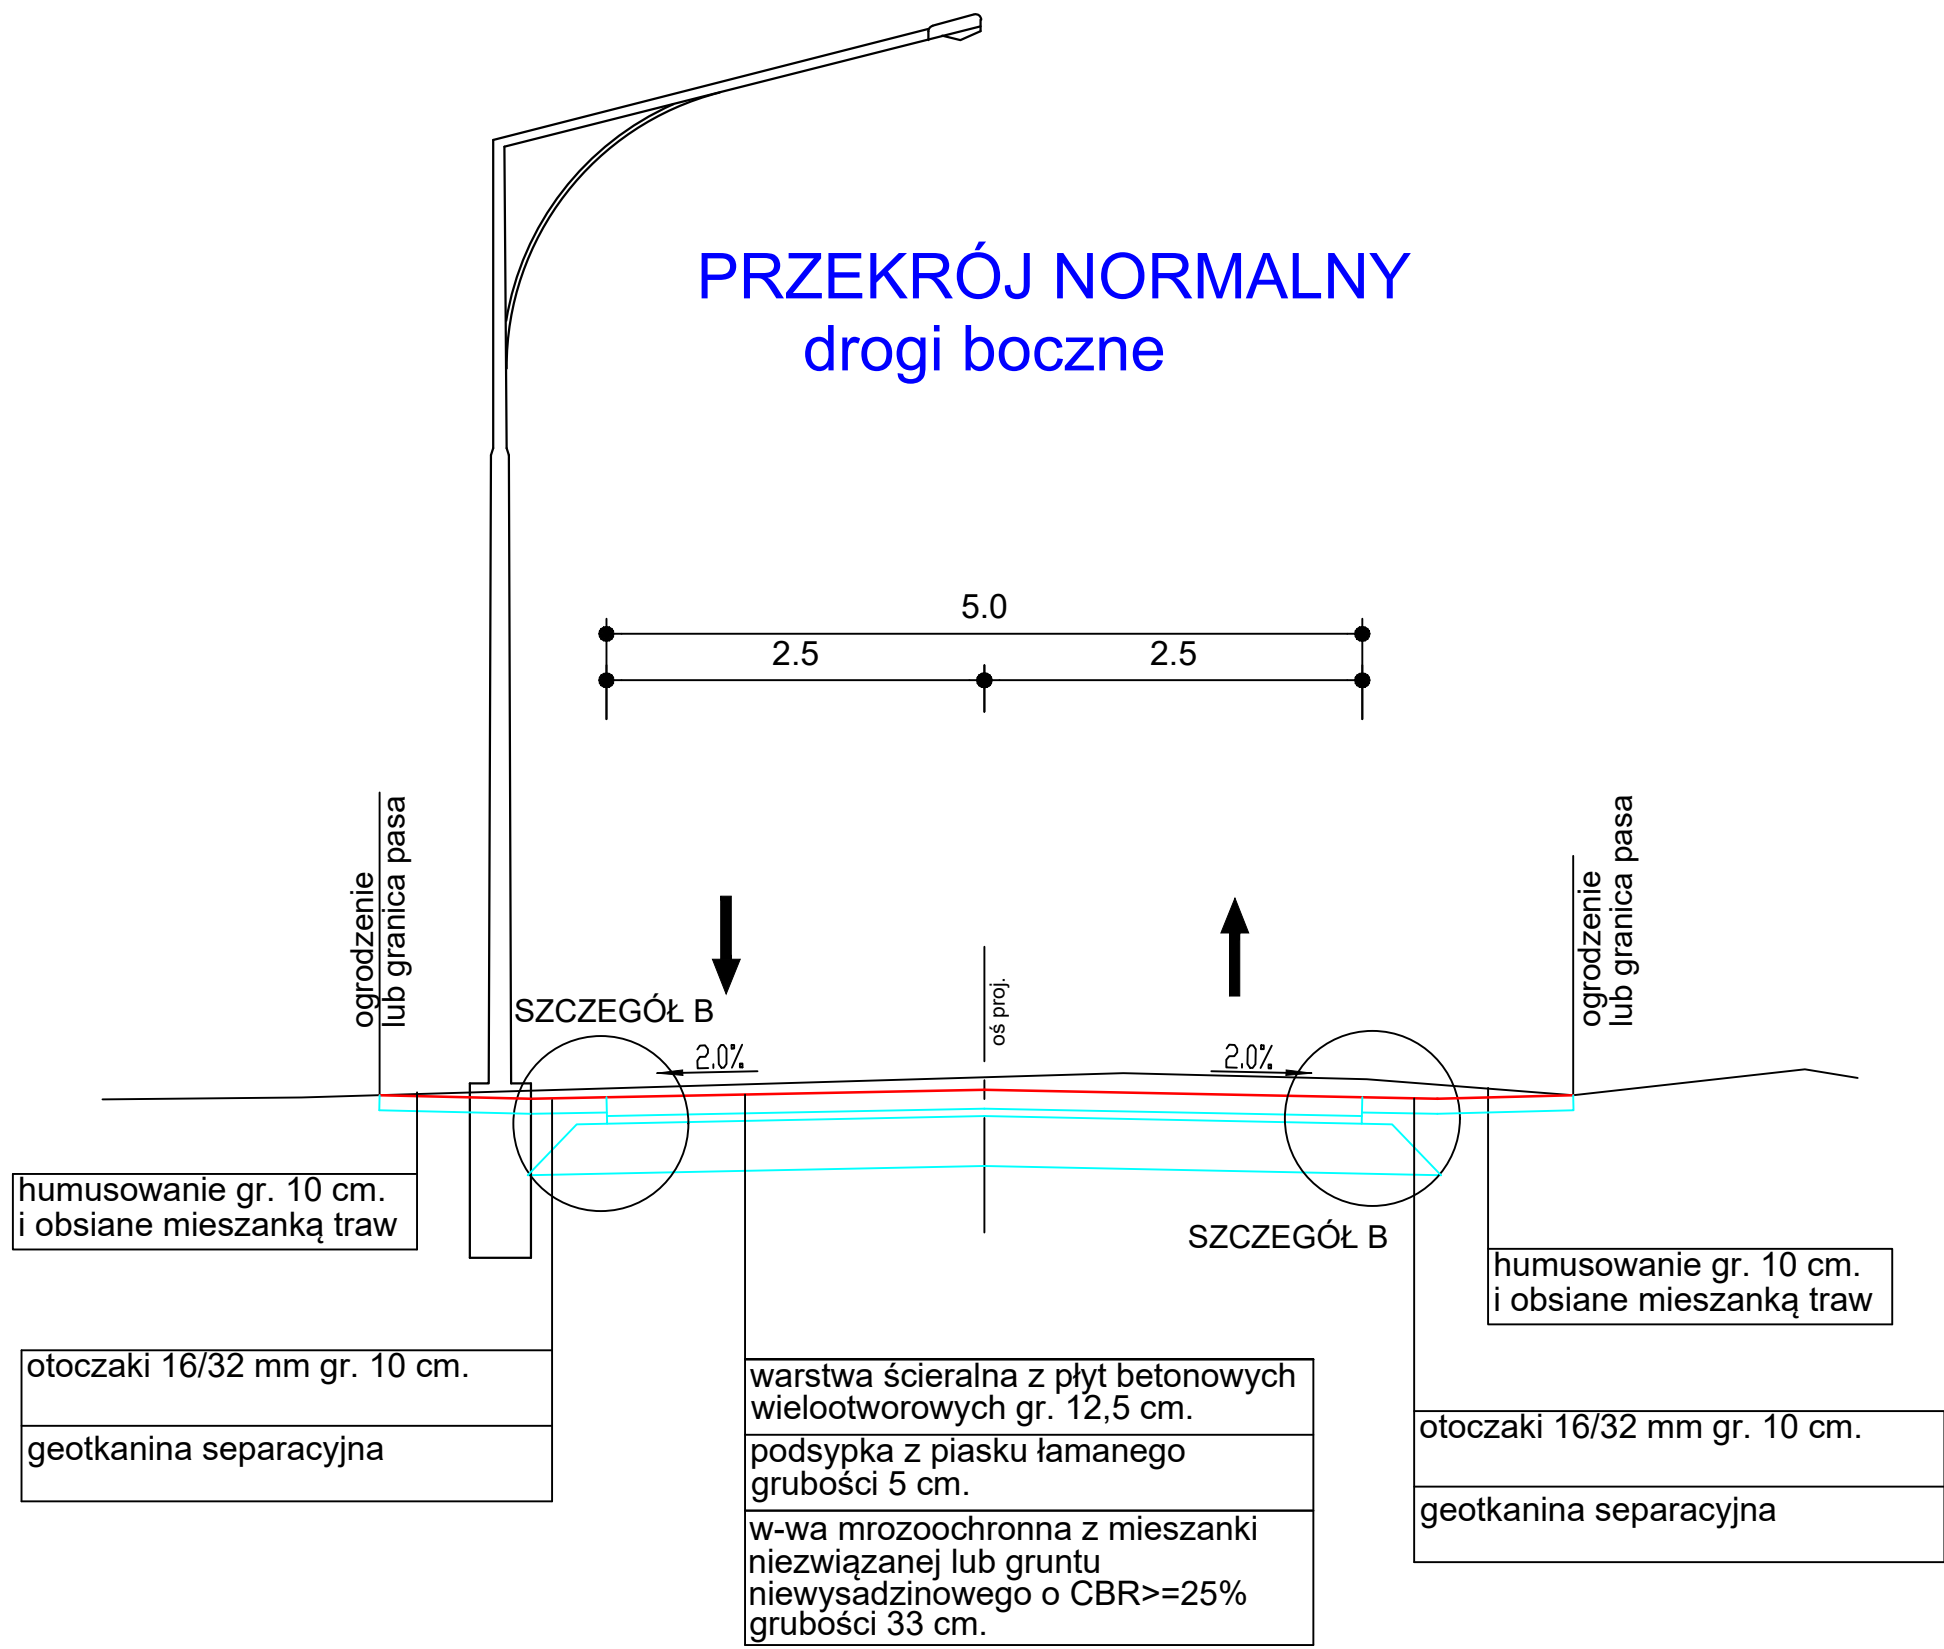 PRZEKRÓJ NORMALNY
drogi boczne
5.0
2.5
2.5
ogrodzenie
lub granica pasa
ogrodzenie
lub granica pasa
oś proj.
SZCZEGÓŁ B
2.0%
2.0%
SZCZEGÓŁ B
humusowanie gr. 10 cm.
i obsiane mieszanką traw
humusowanie gr. 10 cm.
i obsiane mieszanką traw
otoczaki 16/32 mm gr. 10 cm.
geotkanina separacyjna
warstwa ścieralna z płyt betonowych
wielootworowych gr. 12,5 cm.
podsypka z piasku łamanego
grubości 5 cm.
w-wa mrozoochronna z mieszanki
niezwiązanej lub gruntu
niewysadzinowego o CBR>=25%
grubości 33 cm.
otoczaki 16/32 mm gr. 10 cm.
geotkanina separacyjna